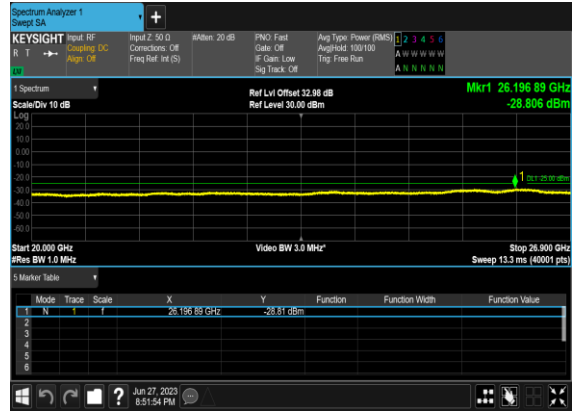 Spectrum Analyzer 1
Swept SA
+
KEYSIGHT Input: RF Input Z: 50 Ω #Atten: 20 dB PNO: Fast Avg Type: Power (RMS) 1 2 3 4 5 6
R T Coupling: DC Corrections: Off Gate: Off Avg|Hold: 100/100 A W W W W W
Align: Off Freq Ref: Int (S) IF Gain: Low Trig: Free Run
Sig Track: Off A N N N N N
1 Spectrum Ref Lvl Offset 32.98 dB Mkr1 26.196 89 GHz
Scale/Div 10 dB Ref Level 30.00 dBm -28.806 dBm
Log
20.0
10.0
0.00
-10.0
-20.0
-30.0
-40.0
-50.0
-60.0
1 DL1 -25.00 dBm
Start 20.000 GHz Video BW 3.0 MHz* Stop 26.900 GHz
#Res BW 1.0 MHz Sweep 13.3 ms (40001 pts)
5 Marker Table
Mode Trace Scale X Y Function Function Width Function Value
1 N 1 f 26.196 89 GHz -28.81 dBm
2
3
4
5
6
? Jun 27, 2023
8:51:54 PM